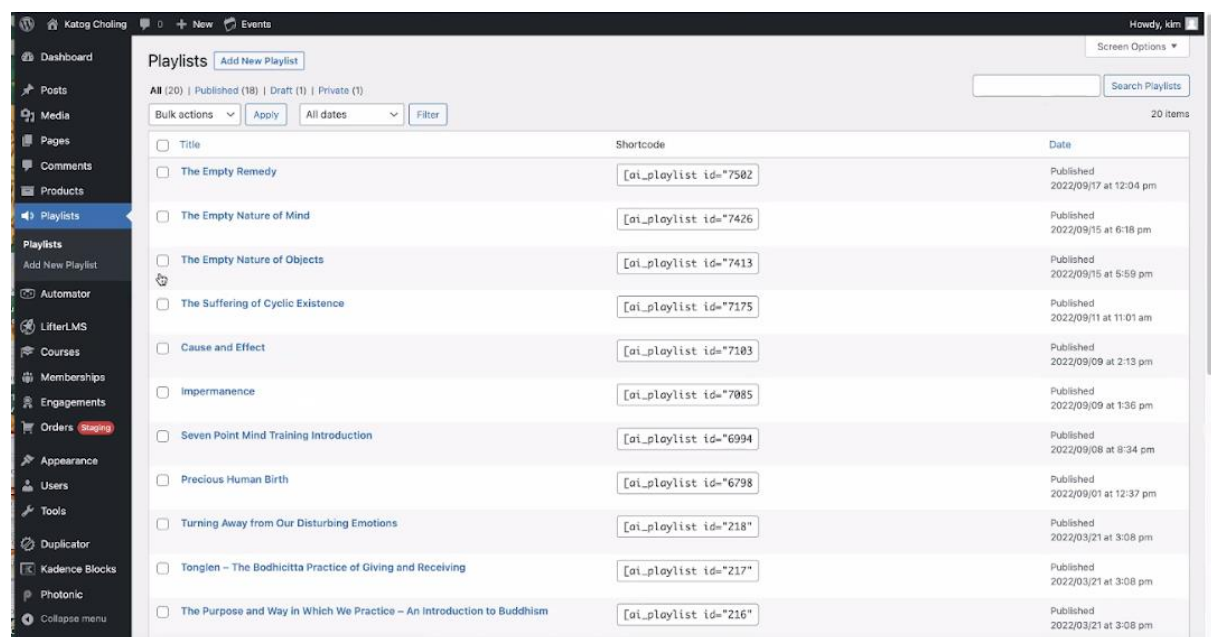 Katog Choling 0 + New Events Howdy, kim
Dashboard
Posts
Media
Pages
Comments
Products
Playlists
Playlists
Add New Playlist
Automator
LifterLMS
Courses
Memberships
Engagements
Orders Staging
Appearance
Users
Tools
Duplicator
Kadence Blocks
Photonic
Collapse menu
Screen Options
Playlists Add New Playlist
All (20) | Published (18) | Draft (1) | Private (1)
Search Playlists
Bulk actions Apply All dates Filter
20 items
Title Shortcode Date
The Empty Remedy [ai_playlist id="7502 Published
2022/09/17 at 12:04 pm
The Empty Nature of Mind [ai_playlist id="7426 Published
2022/09/15 at 6:18 pm
The Empty Nature of Objects [ai_playlist id="7413 Published
2022/09/15 at 5:59 pm
The Suffering of Cyclic Existence [ai_playlist id="7175 Published
2022/09/11 at 11:01 am
Cause and Effect [ai_playlist id="7103 Published
2022/09/09 at 2:13 pm
Impermanence [ai_playlist id="7085 Published
2022/09/09 at 1:36 pm
Seven Point Mind Training Introduction [ai_playlist id="6994 Published
2022/09/08 at 8:34 pm
Precious Human Birth [ai_playlist id="6798 Published
2022/09/01 at 12:37 pm
Turning Away from Our Disturbing Emotions [ai_playlist id="218" Published
2022/03/21 at 3:08 pm
Tonglen – The Bodhicitta Practice of Giving and Receiving [ai_playlist id="217" Published
2022/03/21 at 3:08 pm
The Purpose and Way in Which We Practice – An Introduction to Buddhism [ai_playlist id="216" Published
2022/03/21 at 3:08 pm